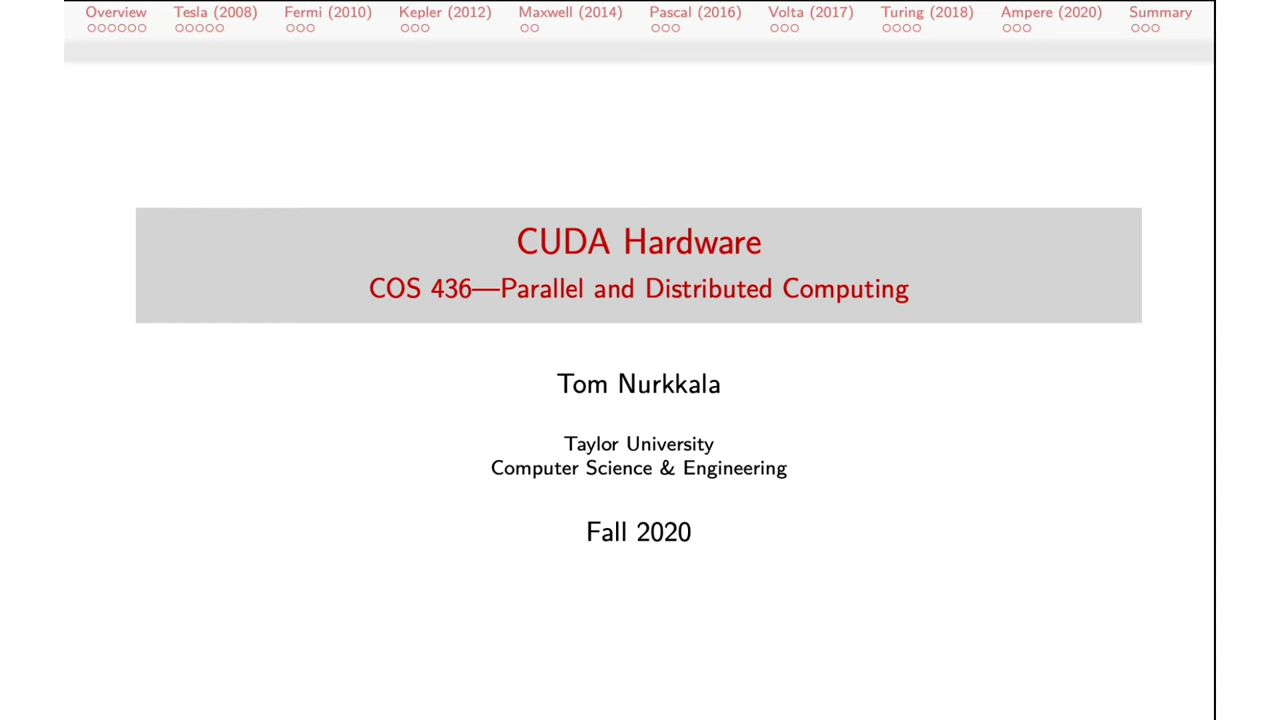 Overview Tesla (2008) Fermi (2010) Kepler (2012) Maxwell (2014) Pascal (2016) Volta (2017) Turing (2018) Ampere (2020) Summary
CUDA Hardware
COS 436—Parallel and Distributed Computing
Tom Nurkkala
Taylor University
Computer Science & Engineering
Fall 2020